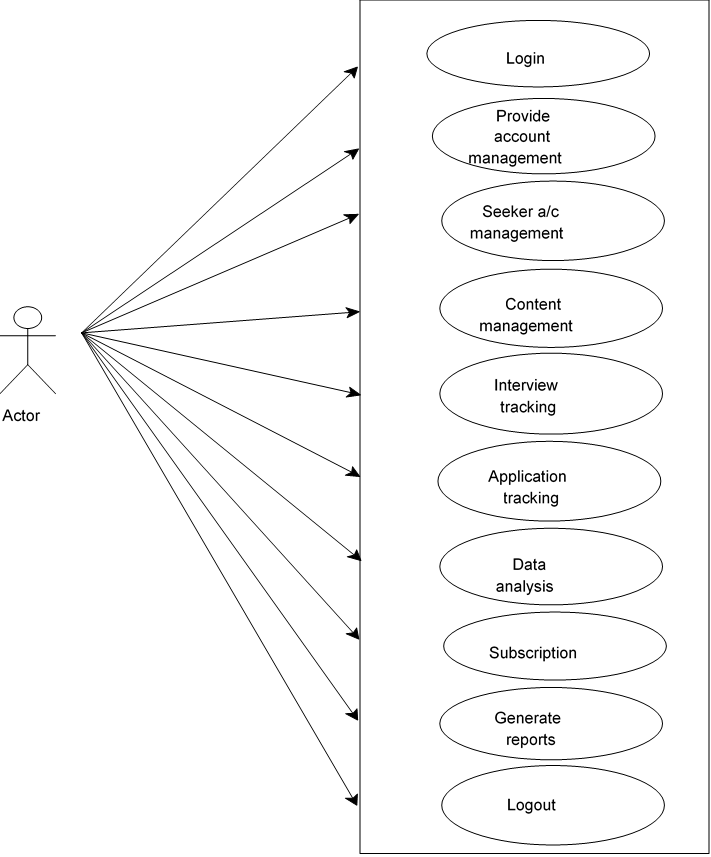 Login
Provide
account
management
Seeker a/c
management
Content
management
Interview
tracking
Actor
Application
tracking
Data
analysis
Subscription
Generate
reports
Logout